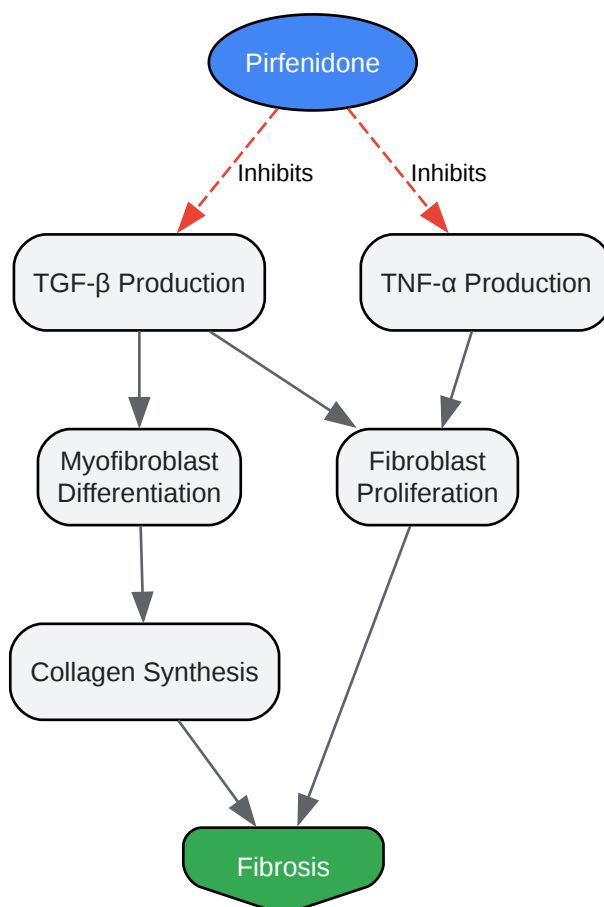 Pirfenidone
Inhibits
Inhibits
TGF-β Production
TNF-α Production
Myofibroblast
Differentiation
Fibroblast
Proliferation
Collagen Synthesis
Fibrosis